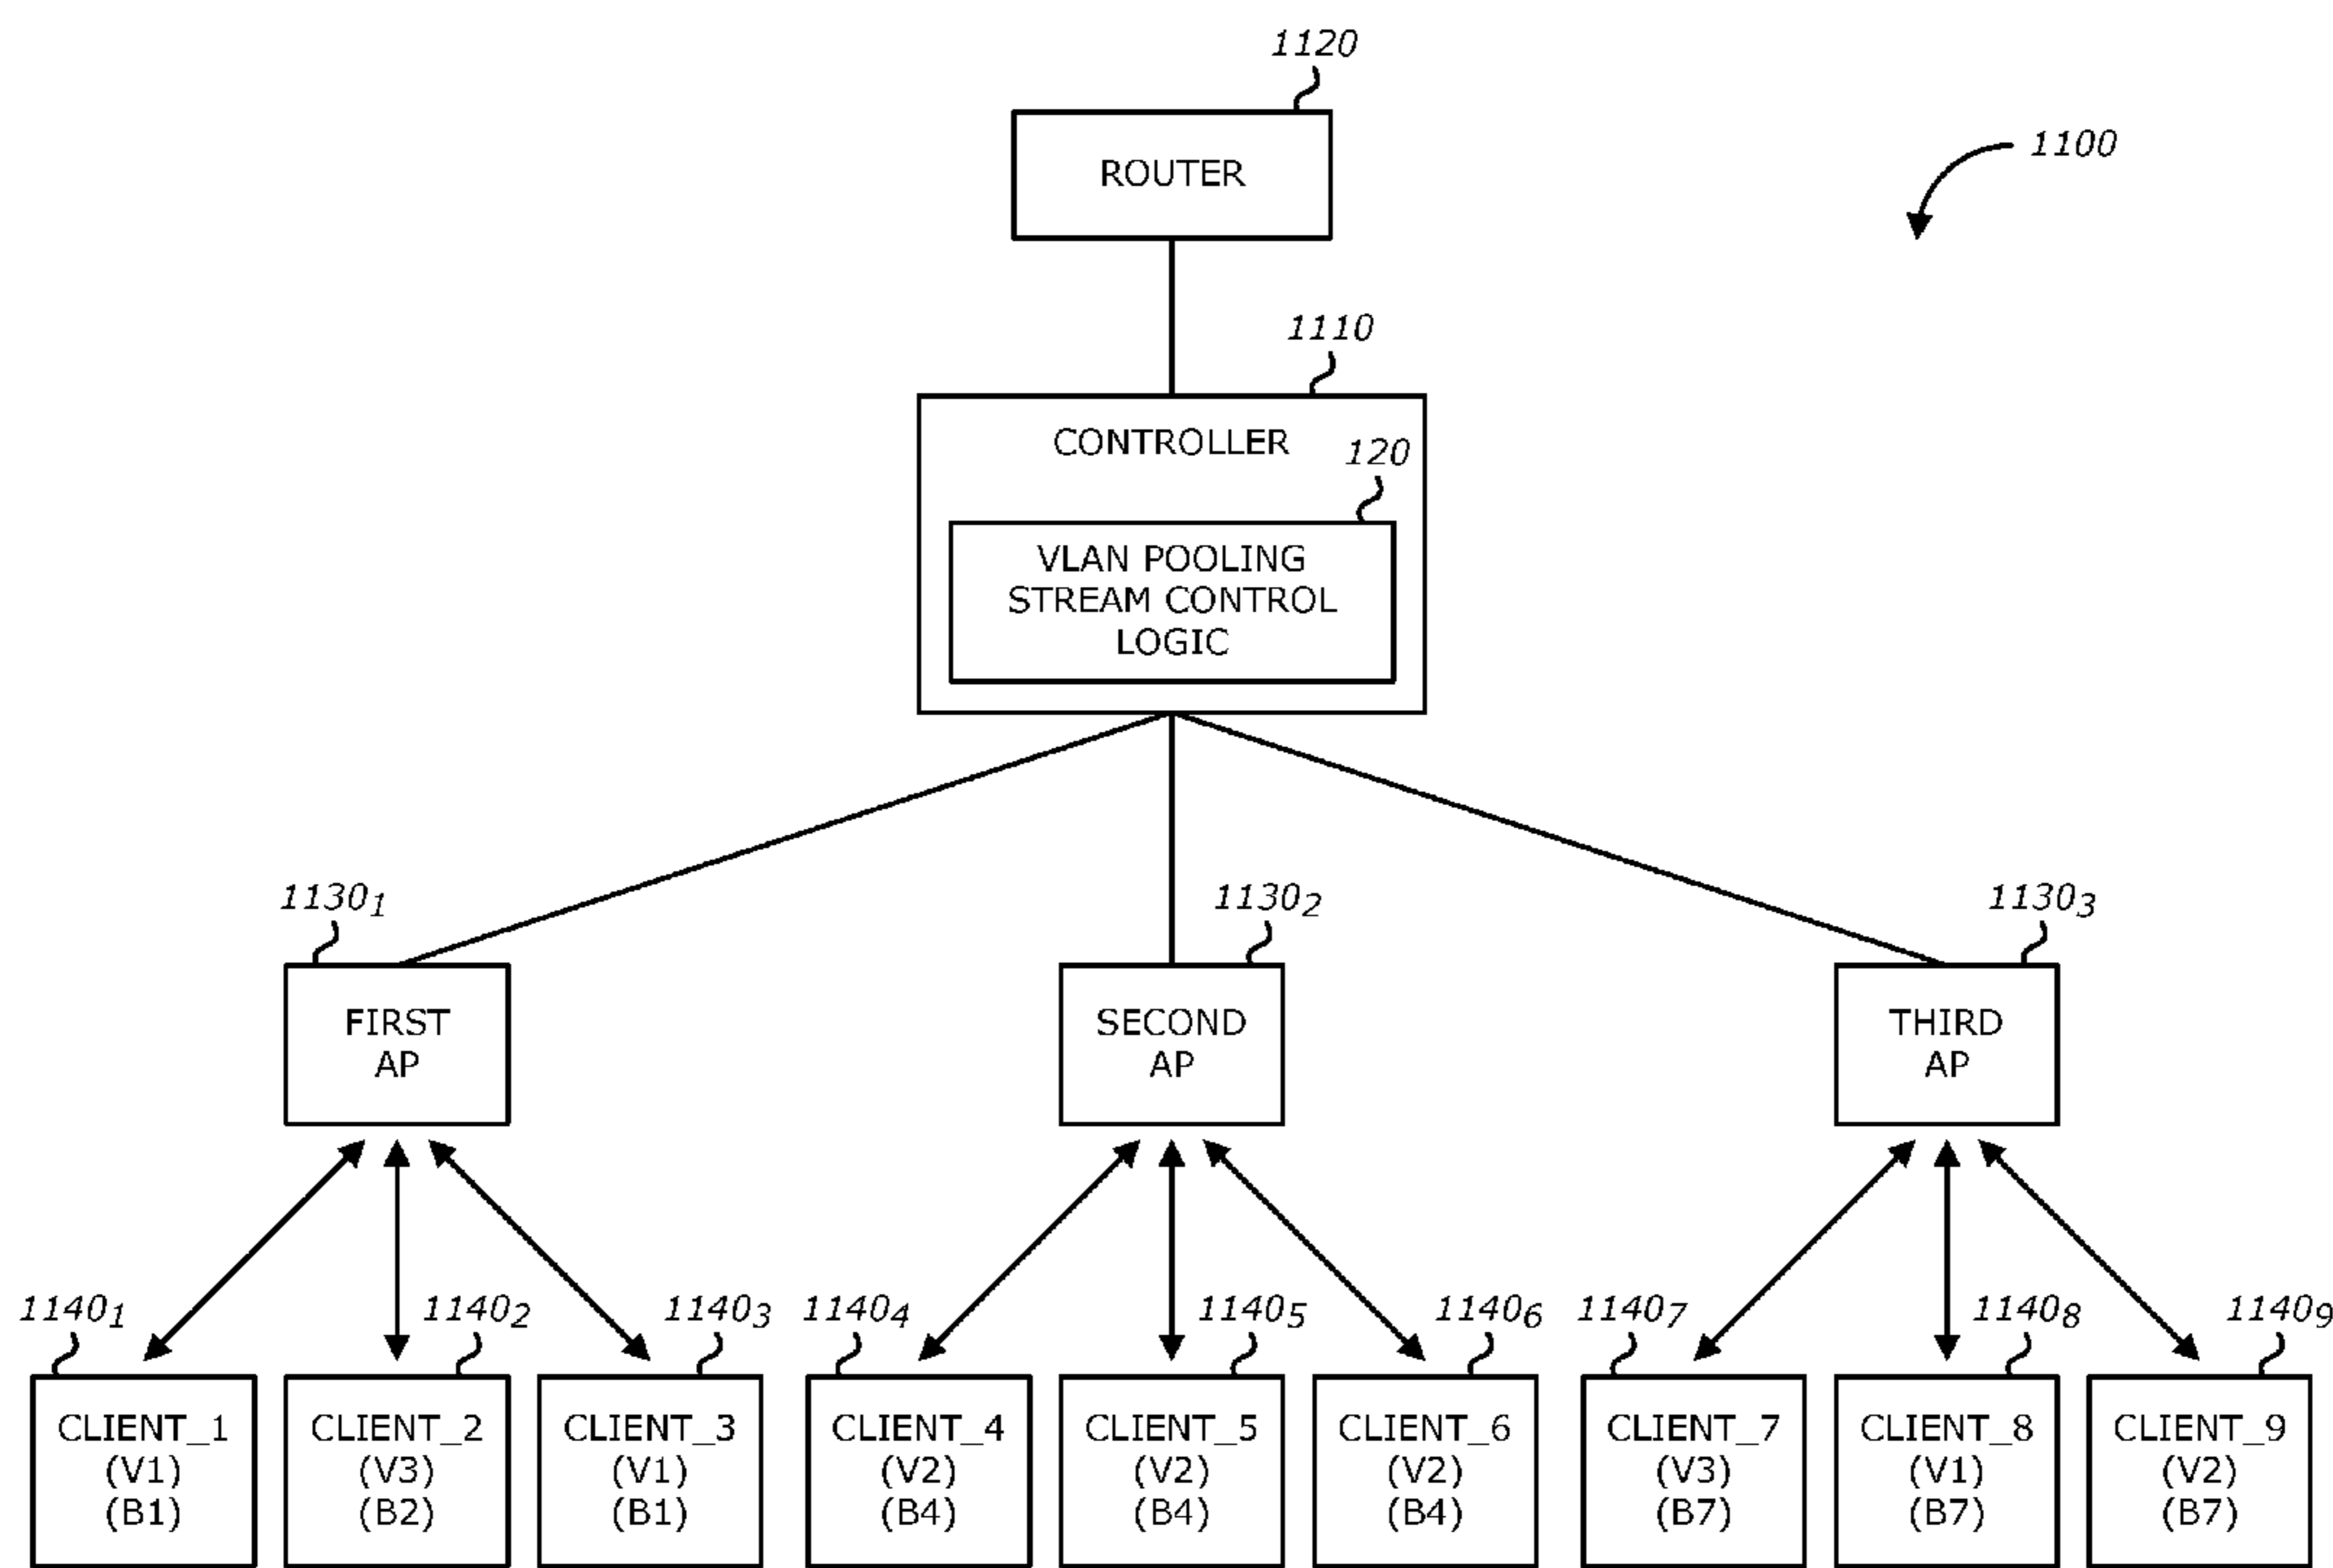 1120
ROUTER
1100
1110
CONTROLLER
120
VLAN POOLING
STREAM CONTROL
LOGIC
1130₁
1130₂
1130₃
FIRST
AP
SECOND
AP
THIRD
AP
1140₁
1140₂
1140₃
1140₄
1140₅
1140₆
1140₇
1140₈
1140₉
CLIENT_1
(V1)
(B1)
CLIENT_2
(V3)
(B2)
CLIENT_3
(V1)
(B1)
CLIENT_4
(V2)
(B4)
CLIENT_5
(V2)
(B4)
CLIENT_6
(V2)
(B4)
CLIENT_7
(V3)
(B7)
CLIENT_8
(V1)
(B7)
CLIENT_9
(V2)
(B7)